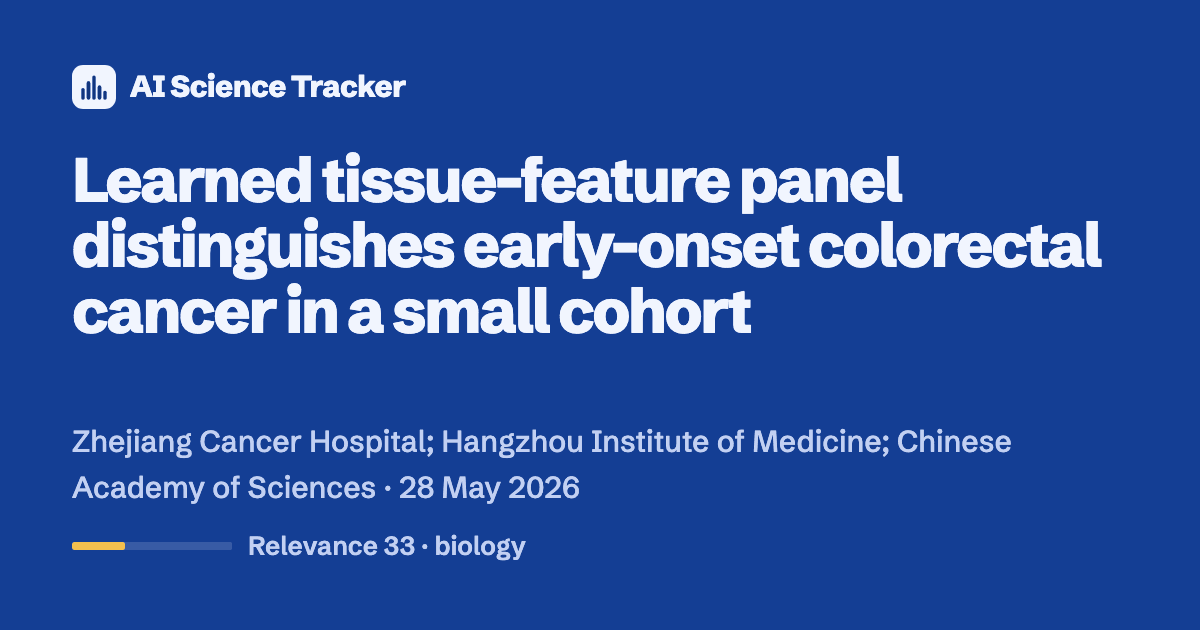 AI Science Tracker
Learned tissue-feature panel
distinguishes early-onset colorectal
cancer in a small cohort
Zhejiang Cancer Hospital; Hangzhou Institute of Medicine; Chinese
Academy of Sciences · 28 May 2026
Relevance 33 · biology